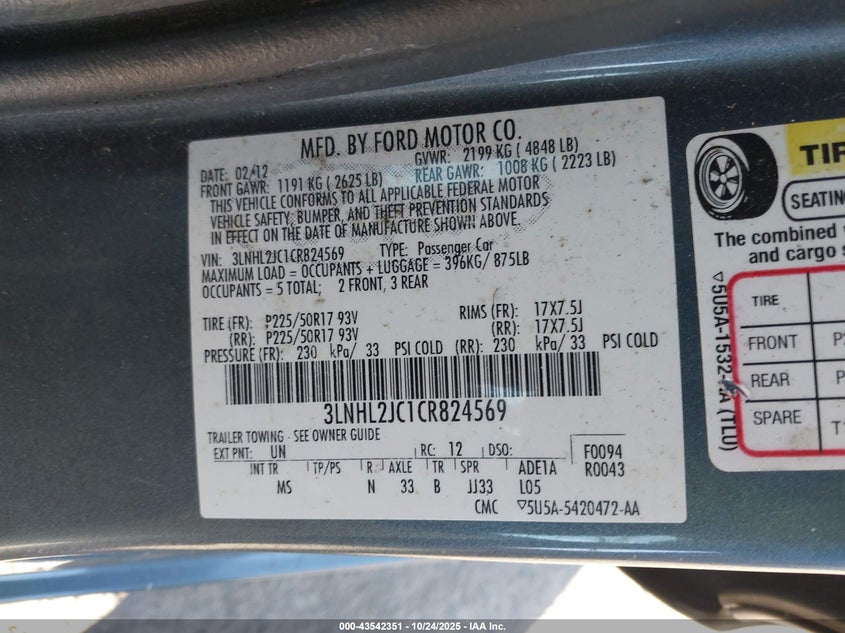 MFD. BY FORD MOTOR CO.
DATE: 02/12 GVWR: 2199 KG ( 4848 LB)
FRONT GAWR: 1191 KG ( 2625 LB) REAR GAWR: 1008 KG ( 2223 LB)
THIS VEHICLE CONFORMS TO ALL APPLICABLE FEDERAL MOTOR
VEHICLE SAFETY, BUMPER, AND THEFT PREVENTION STANDARDS
IN EFFECT ON THE DATE OF MANUFACTURE SHOWN ABOVE.
VIN: 3LNHL2JC1CR824569 TYPE: Passenger Car
MAXIMUM LOAD = OCCUPANTS + LUGGAGE = 396KG/ 875LB
OCCUPANTS = 5 TOTAL; 2 FRONT, 3 REAR
TIRE (FR): P225/50R17 93V RIMS (FR): 17X7.5J
(RR): P225/50R17 93V (RR): 17X7.5J
PRESSURE (FR): 230 kPa/ 33 PSI COLD (RR): 230 kPa/ 33 PSI COLD
3LNHL2JC1CR824569
TRAILER TOWING - SEE OWNER GUIDE
EXT PNT: UN RC: 12 DSO: F0094
INT TR TP/PS R AXLE TR SPR ADE1A R0043
MS N 33 B JJ33 L05
CMC ▽5U5A-5420472-AA
▽5U5A-1532- A (TLU)
TIR
SEATING
The combined
and cargo s
TIRE
FRONT P
REAR P
SPARE T1
000-43542351 | 10/24/2025 | IAA Inc.